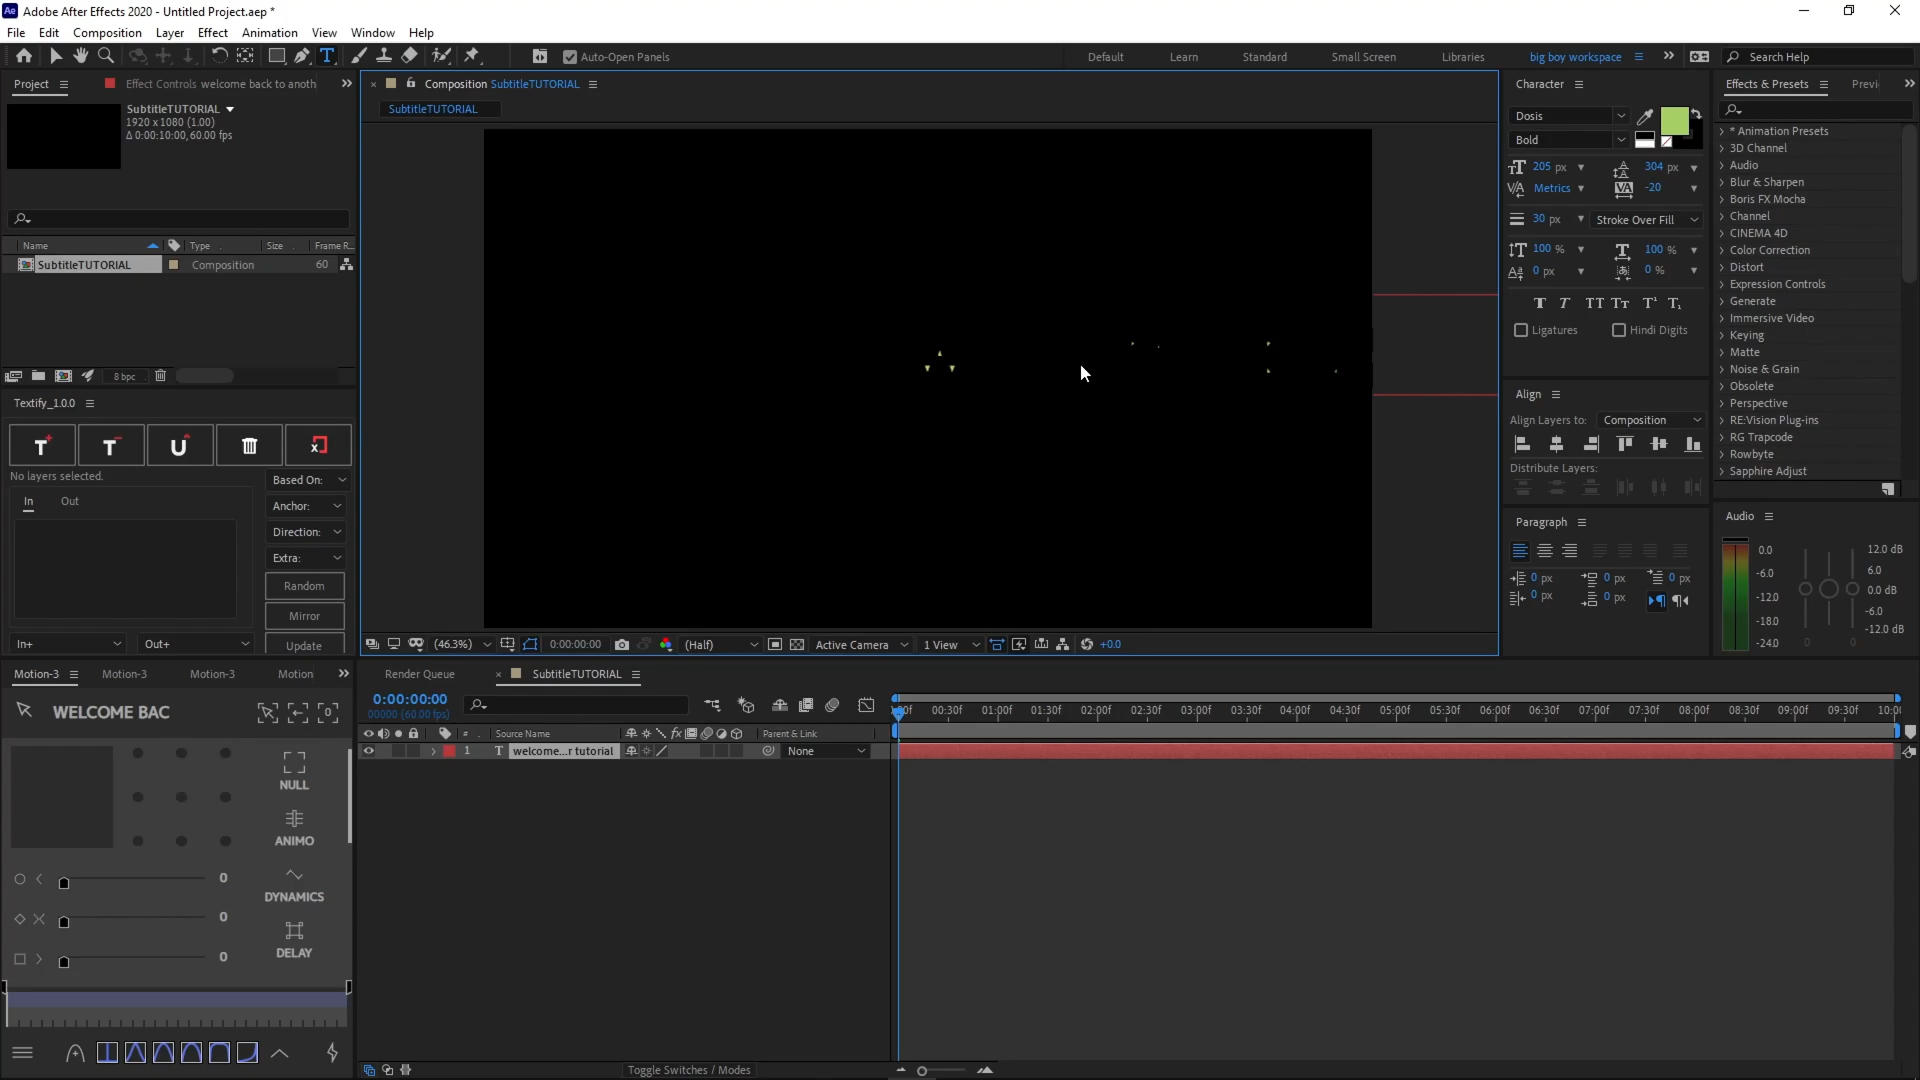 Ae Adobe After Effects 2020 - Untitled Project.aep *
File Edit Composition Layer Effect Animation View Window Help
Auto-Open Panels
Default Learn Standard Small Screen Libraries big boy workspace Search Help
Project Effect Controls welcome back to anoth
SubtitleTUTORIAL
1920 x 1080 (1.00)
Δ 0:00:10:00, 60.00 fps
Name Type Size Frame R...
SubtitleTUTORIAL Composition 60
8 bpc
Textify_1.0.0
No layers selected.
In Out
Based On:
Anchor:
Direction:
Extra:
Random
Mirror
Update
In+ Out+
Composition SubtitleTUTORIAL
SubtitleTUTORIAL
(46.3%) 0:00:00:00 (Half) Active Camera 1 View +0.0
Character
Dosis
Bold
205 px 304 px
Metrics -20
30 px Stroke Over Fill
100 % 100 %
0 px 0 %
T T TT Tt T¹ T₁
Ligatures Hindi Digits
Align
Align Layers to: Composition
Distribute Layers:
Paragraph
0 px 0 px 0 px
0 px 0 px
Effects & Presets Previ
* Animation Presets
3D Channel
Audio
Blur & Sharpen
Boris FX Mocha
Channel
CINEMA 4D
Color Correction
Distort
Expression Controls
Generate
Immersive Video
Keying
Matte
Noise & Grain
Obsolete
Perspective
RE:Vision Plug-ins
RG Trapcode
Rowbyte
Sapphire Adjust
Audio
0.0 12.0 dB
-6.0 6.0
-12.0 0.0 dB
-18.0 -6.0
-24.0 -12.0 dB
0 0
Motion-3 Motion-3 Motion-3 Motion
WELCOME BAC
NULL
ANIMO
DYNAMICS
DELAY
0
0
0
Render Queue SubtitleTUTORIAL
0:00:00:00
00000 (60.00 fps)
00:30f 01:00f 01:30f 02:00f 02:30f 03:00f 03:30f 04:00f 04:30f 05:00f 05:30f 06:00f 06:30f 07:00f 07:30f 08:00f 08:30f 09:00f 09:30f 10:00
# Source Name Parent & Link
1 T welcome...r tutorial None
Toggle Switches / Modes